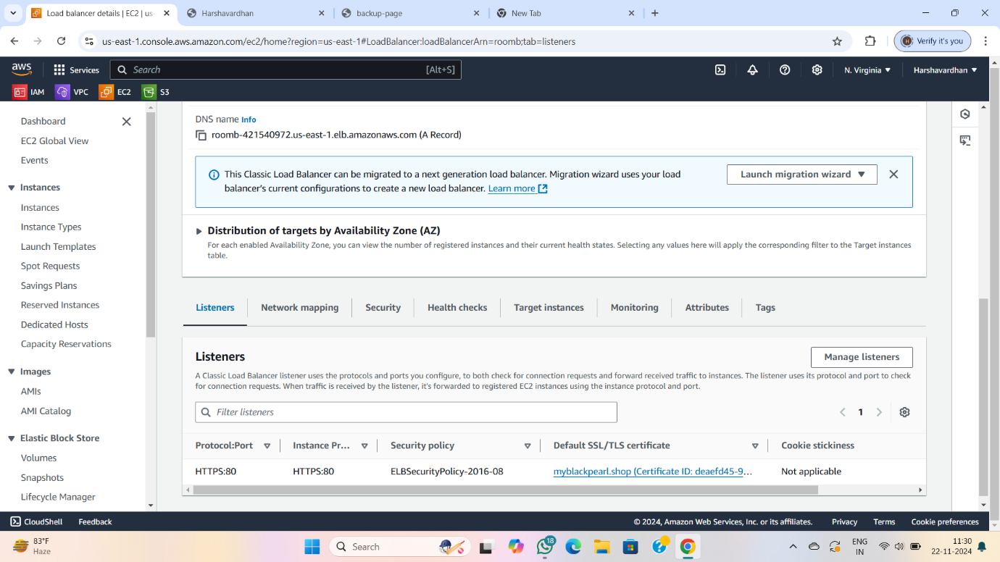 Load balancer details | EC2 | us-
Harshavardhan
backup-page
New Tab
us-east-1.console.aws.amazon.com/ec2/home?region=us-east-1#LoadBalancer:loadBalancerArn=roomb;tab=listeners
H
Verify it's you
aws
Services
Search
[Alt+S]
N. Virginia
Harshavardhan
IAM
VPC
EC2
S3
Dashboard
EC2 Global View
Events
Instances
Instances
Instance Types
Launch Templates
Spot Requests
Savings Plans
Reserved Instances
Dedicated Hosts
Capacity Reservations
Images
AMIs
AMI Catalog
Elastic Block Store
Volumes
Snapshots
Lifecycle Manager
DNS name Info
roomb-421540972.us-east-1.elb.amazonaws.com (A Record)
This Classic Load Balancer can be migrated to a next generation load balancer. Migration wizard uses your load
balancer's current configurations to create a new load balancer. Learn more
Launch migration wizard
Distribution of targets by Availability Zone (AZ)
For each enabled Availability Zone, you can view the number of registered instances and their current health states. Selecting any values here will apply the corresponding filter to the Target instances
table.
Listeners
Network mapping
Security
Health checks
Target instances
Monitoring
Attributes
Tags
Listeners
Manage listeners
A Classic Load Balancer listener uses the protocols and ports you configure, to both check for connection requests and forward received traffic to instances. The listener uses its protocol and port to check
for connection requests. When traffic is received by the listener, it's forwarded to registered EC2 instances using the instance protocol and port.
Filter listeners
1
Protocol:Port
Instance Pr...
Security policy
Default SSL/TLS certificate
Cookie stickiness
HTTPS:80
HTTPS:80
ELBSecurityPolicy-2016-08
myblackpearl.shop (Certificate ID: deaefd45-9...
Not applicable
CloudShell
Feedback
© 2024, Amazon Web Services, Inc. or its affiliates.
Privacy
Terms
Cookie preferences
83°F
Haze
Search
18
ENG
IN
11:30
22-11-2024